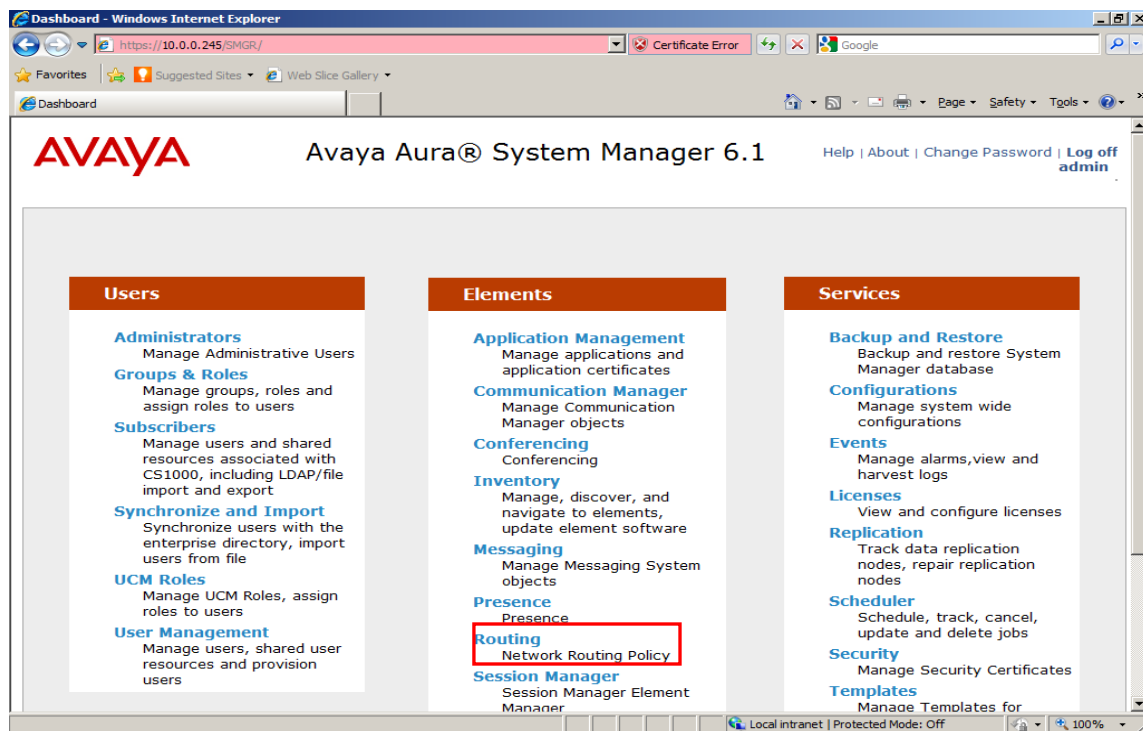 Dashboard - Windows Internet Explorer
https://10.0.0.245/SMGR/
Certificate Error
Google
Favorites
Suggested Sites
Web Slice Gallery
Dashboard
Page
Safety
Tools
AVAYA
Avaya Aura® System Manager 6.1
Help | About | Change Password | Log off
admin
Users
Administrators
Manage Administrative Users
Groups & Roles
Manage groups, roles and
assign roles to users
Subscribers
Manage users and shared
resources associated with
CS1000, including LDAP/file
import and export
Synchronize and Import
Synchronize users with the
enterprise directory, import
users from file
UCM Roles
Manage UCM Roles, assign
roles to users
User Management
Manage users, shared user
resources and provision
users
Elements
Application Management
Manage applications and
application certificates
Communication Manager
Manage Communication
Manager objects
Conferencing
Conferencing
Inventory
Manage, discover, and
navigate to elements,
update element software
Messaging
Manage Messaging System
objects
Presence
Presence
Routing
Network Routing Policy
Session Manager
Session Manager Element
Manager
Services
Backup and Restore
Backup and restore System
Manager database
Configurations
Manage system wide
configurations
Events
Manage alarms,view and
harvest logs
Licenses
View and configure licenses
Replication
Track data replication
nodes, repair replication
nodes
Scheduler
Schedule, track, cancel,
update and delete jobs
Security
Manage Security Certificates
Templates
Manage Templates for
Local intranet | Protected Mode: Off
100%